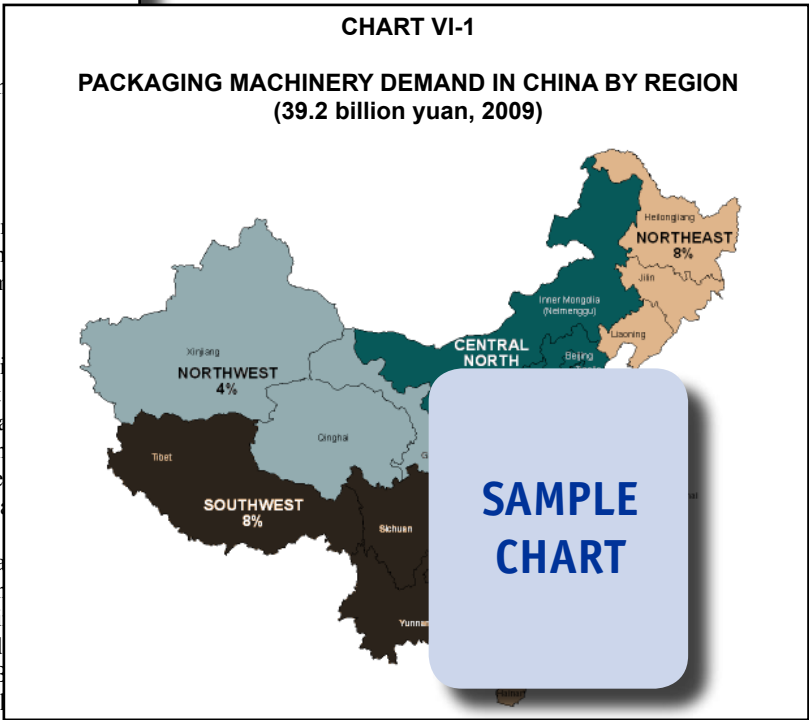 CHART VI-1
PACKAGING MACHINERY DEMAND IN CHINA BY REGION
(39.2 billion yuan, 2009)
Heilongjiang
NORTHEAST
8%
Jilin
Inner Mongolia
(Neimenggu)
Liaoning
CENTRAL
NORTH
Beijing
Xinjiang
NORTHWEST
4%
Qinghai
Tibet
SOUTHWEST
8%
Sichuan
SAMPLE
CHART
Yunnan
Hainan